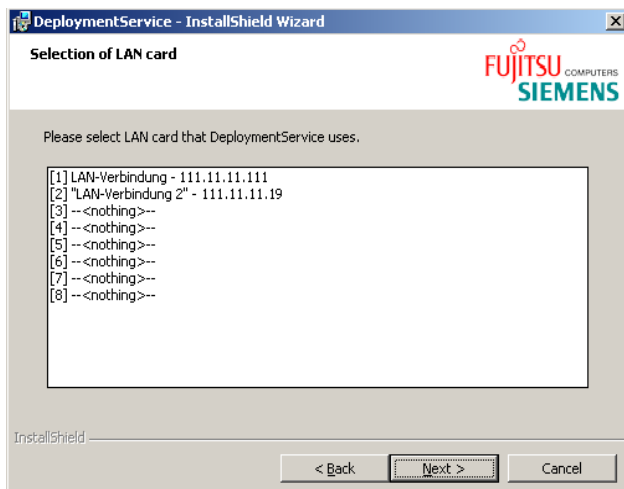 DeploymentService - InstallShield Wizard
Selection of LAN card
FUJITSU COMPUTERS
SIEMENS
Please select LAN card that DeploymentService uses.
[1] LAN-Verbindung - 111.11.11.111
[2] "LAN-Verbindung 2" - 111.11.11.19
[3] --<nothing>--
[4] --<nothing>--
[5] --<nothing>--
[6] --<nothing>--
[7] --<nothing>--
[8] --<nothing>--
InstallShield
< Back
Next >
Cancel